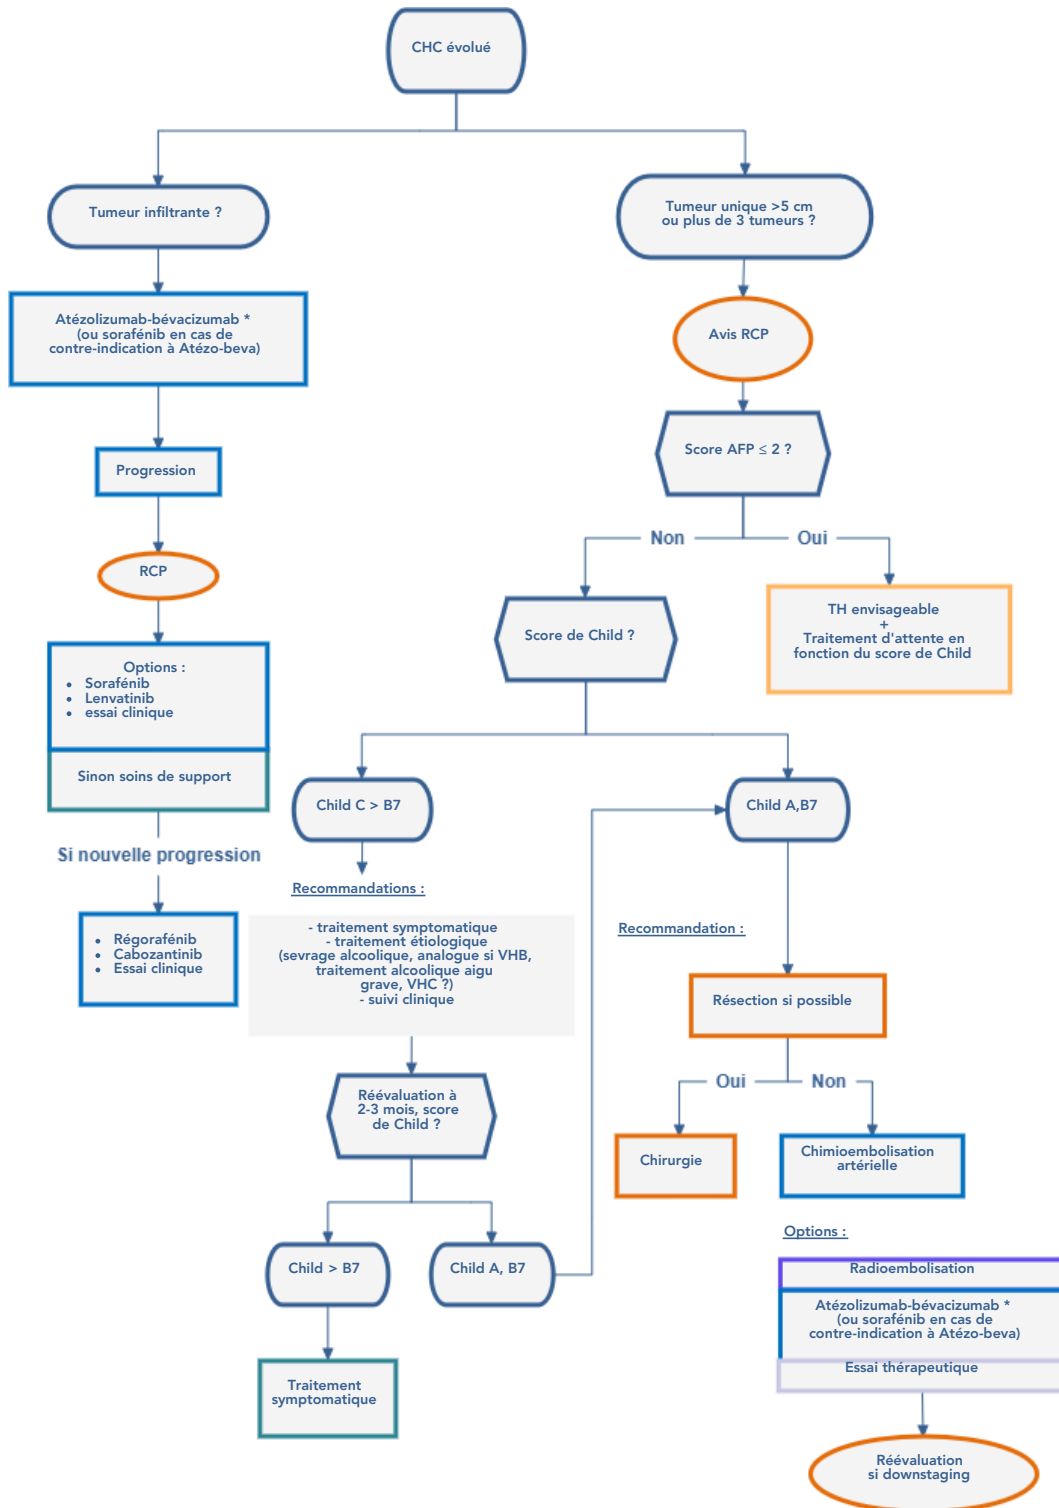 CHC évolué
Tumeur infiltrante ?
Atézolizumab-bévacizumab *
(ou sorafénib en cas de
contre-indication à Atézo-beva)
Progression
RCP
Options :
• Sorafénib
• Lenvatinib
• essai clinique
Sinon soins de support
Si nouvelle progression
• Régorafénib
• Cabozantinib
• Essai clinique
Tumeur unique >5 cm
ou plus de 3 tumeurs ?
Avis RCP
Score AFP ≤ 2 ?
Non
Oui
TH envisageable
+
Traitement d'attente en
fonction du score de Child
Score de Child ?
Child C > B7
Recommandations :
- traitement symptomatique
- traitement étiologique
(sevrage alcoolique, analogue si VHB,
traitement alcoolique aigu
grave, VHC ?)
- suivi clinique
Réévaluation à
2-3 mois, score
de Child ?
Child > B7
Child A, B7
Traitement
symptomatique
Child A,B7
Recommandation :
Résection si possible
Oui
Non
Chirurgie
Chimioembolisation
artérielle
Options :
Radioembolisation
Atézolizumab-bévacizumab *
(ou sorafénib en cas de
contre-indication à Atézo-beva)
Essai thérapeutique
Réévaluation
si downstaging